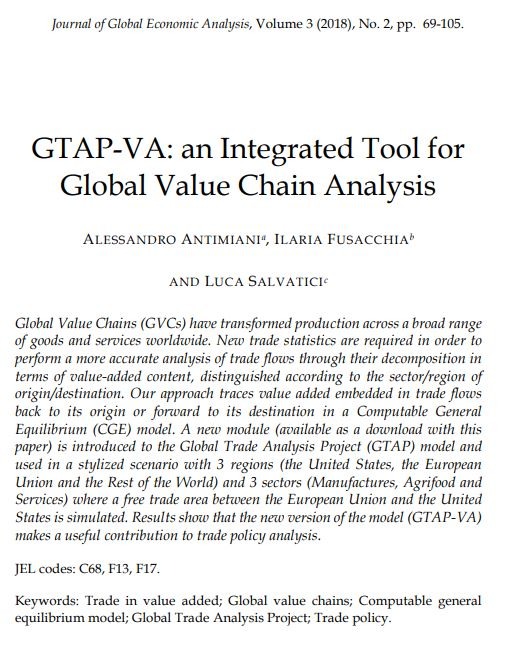 Journal of Global Economic Analysis, Volume 3 (2018), No. 2, pp. 69-105.
GTAP-VA: an Integrated Tool for
Global Value Chain Analysis
ALESSANDRO ANTIMIANIa, ILARIA FUSACCHIAb
AND LUCA SALVATICIc
Global Value Chains (GVCs) have transformed production across a broad range
of goods and services worldwide. New trade statistics are required in order to
perform a more accurate analysis of trade flows through their decomposition in
terms of value-added content, distinguished according to the sector/region of
origin/destination. Our approach traces value added embedded in trade flows
back to its origin or forward to its destination in a Computable General
Equilibrium (CGE) model. A new module (available as a download with this
paper) is introduced to the Global Trade Analysis Project (GTAP) model and
used in a stylized scenario with 3 regions (the United States, the European
Union and the Rest of the World) and 3 sectors (Manufactures, Agrifood and
Services) where a free trade area between the European Union and the United
States is simulated. Results show that the new version of the model (GTAP-VA)
makes a useful contribution to trade policy analysis.
JEL codes: C68, F13, F17.
Keywords: Trade in value added; Global value chains; Computable general
equilibrium model; Global Trade Analysis Project; Trade policy.